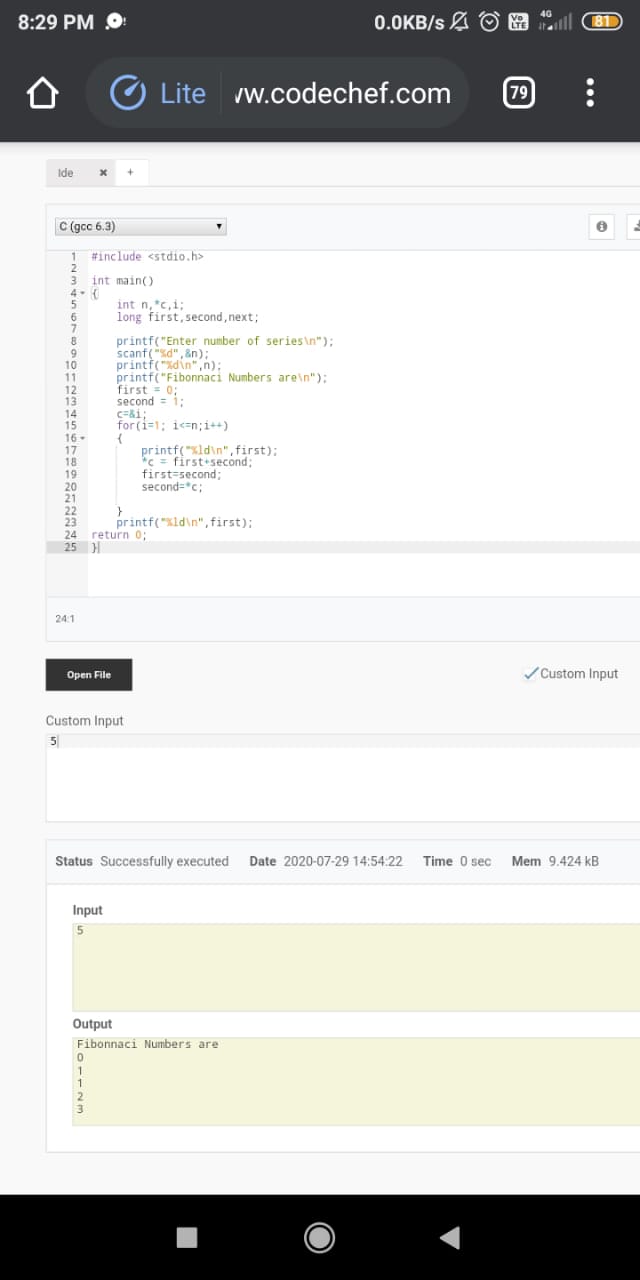 8:29 PM 0.0KB/s Vo LTE 4G 81
Lite w.codechef.com 79
Ide × +
C (gcc 6.3)
1 #include <stdio.h>
2
3 int main()
4 {
5 int n,*c,i;
6 long first,second,next;
7
8 printf("Enter number of series\n");
9 scanf("%d",&n);
10 printf("%d\n",n);
11 printf("Fibonnaci Numbers are\n");
12 first = 0;
13 second = 1;
14 c=&i;
15 for(i=1; i<=n;i++)
16 {
17 printf("%ld\n",first);
18 *c = first+second;
19 first=second;
20 second=*c;
21
22 }
23 printf("%ld\n",first);
24 return 0;
25 }
24:1
Open File Custom Input
Custom Input
5
Status Successfully executed Date 2020-07-29 14:54:22 Time 0 sec Mem 9.424 kB
Input
5
Output
Fibonnaci Numbers are
0
1
1
2
3